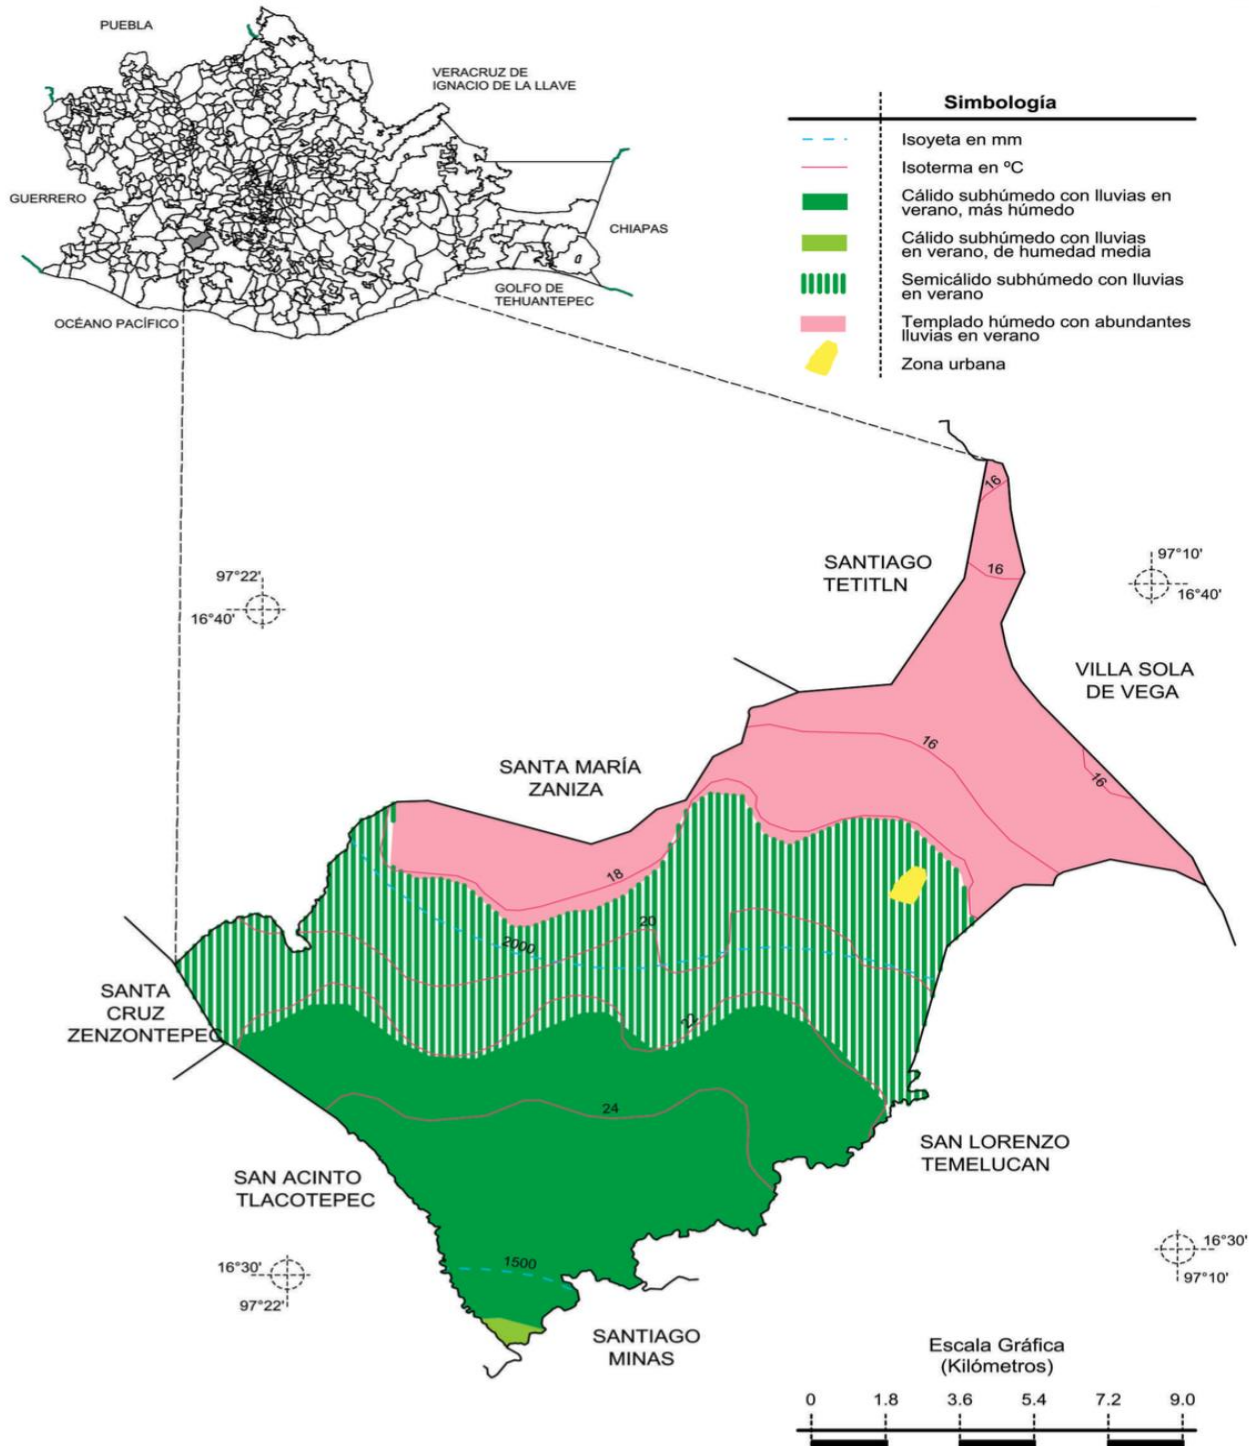 PUEBLA
VERACRUZ DE
IGNACIO DE LA LLAVE
GUERRERO
CHIAPAS
GOLFO DE
TEHUANTEPEC
OCÉANO PACÍFICO
Simbología
Isoyeta en mm
Isoterma en ºC
Cálido subhúmedo con lluvias en
verano, más húmedo
Cálido subhúmedo con lluvias
en verano, de humedad media
Semicálido subhúmedo con lluvias
en verano
Templado húmedo con abundantes
lluvias en verano
Zona urbana
16
SANTIAGO
TETITLN
16
97°22'
16°40'
97°10'
16°40'
VILLA SOLA
DE VEGA
16
16
SANTA MARÍA
ZANIZA
18
20
2000
22
SANTA
CRUZ
ZENZONTEPEC
24
SAN LORENZO
TEMELUCAN
SAN ACINTO
TLACOTEPEC
1500
16°30'
97°22'
16°30'
97°10'
SANTIAGO
MINAS
Escala Gráfica
(Kilómetros)
0 1.8 3.6 5.4 7.2 9.0